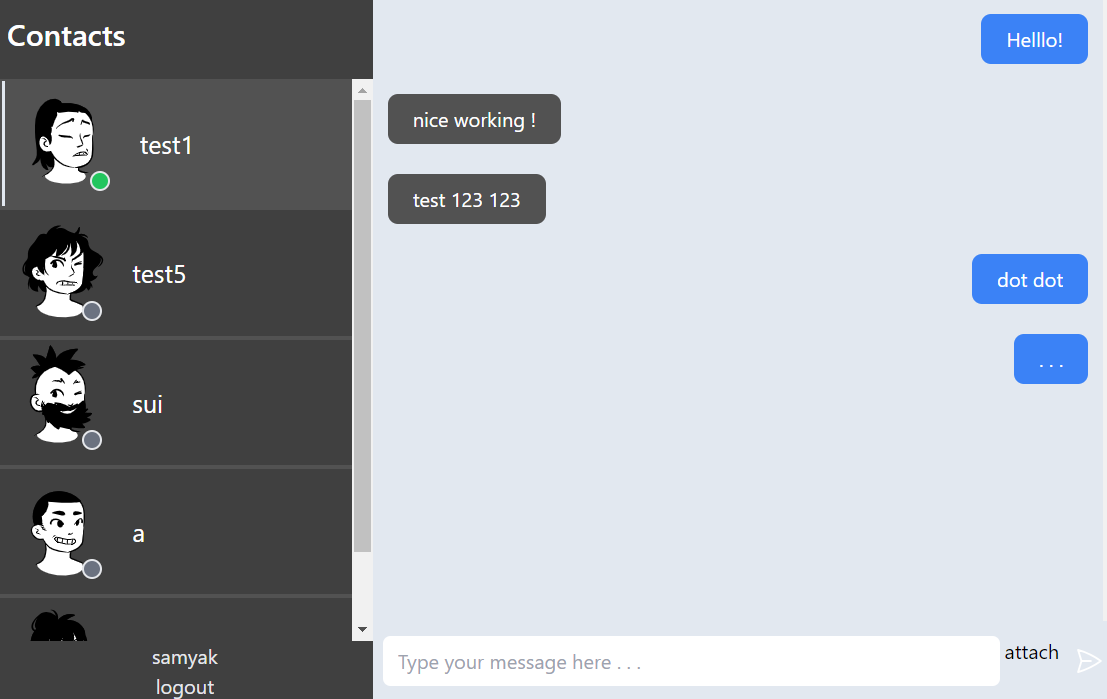 Contacts
test1
test5
sui
a
samyak
logout
Helllo!
nice working !
test 123 123
dot dot
. . .
Type your message here . . .
attach